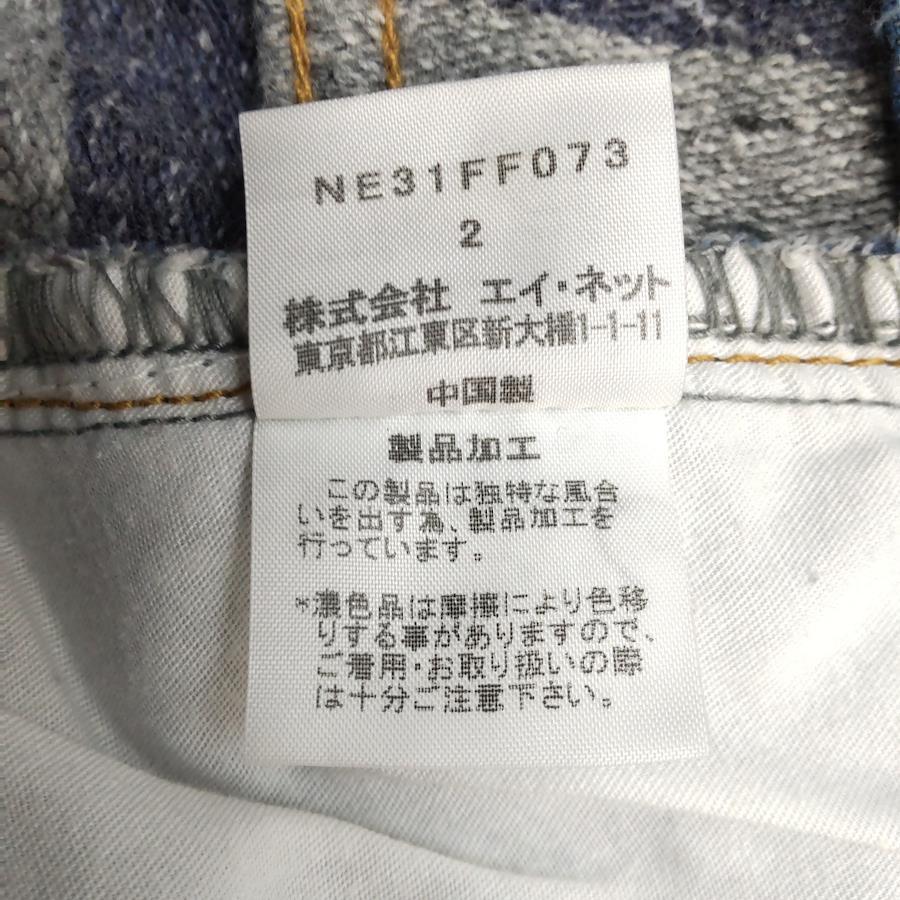 NE31FF073
2
株式会社 エイ・ネット
東京都江東区新大橋1-1-11
中国製
製品加工
この製品は独特な風合
いを出す為、製品加工を
行っています。
*濃色品は摩擦により色移
りする事がありますので、
ご着用・お取り扱いの際
は十分ご注意下さい。